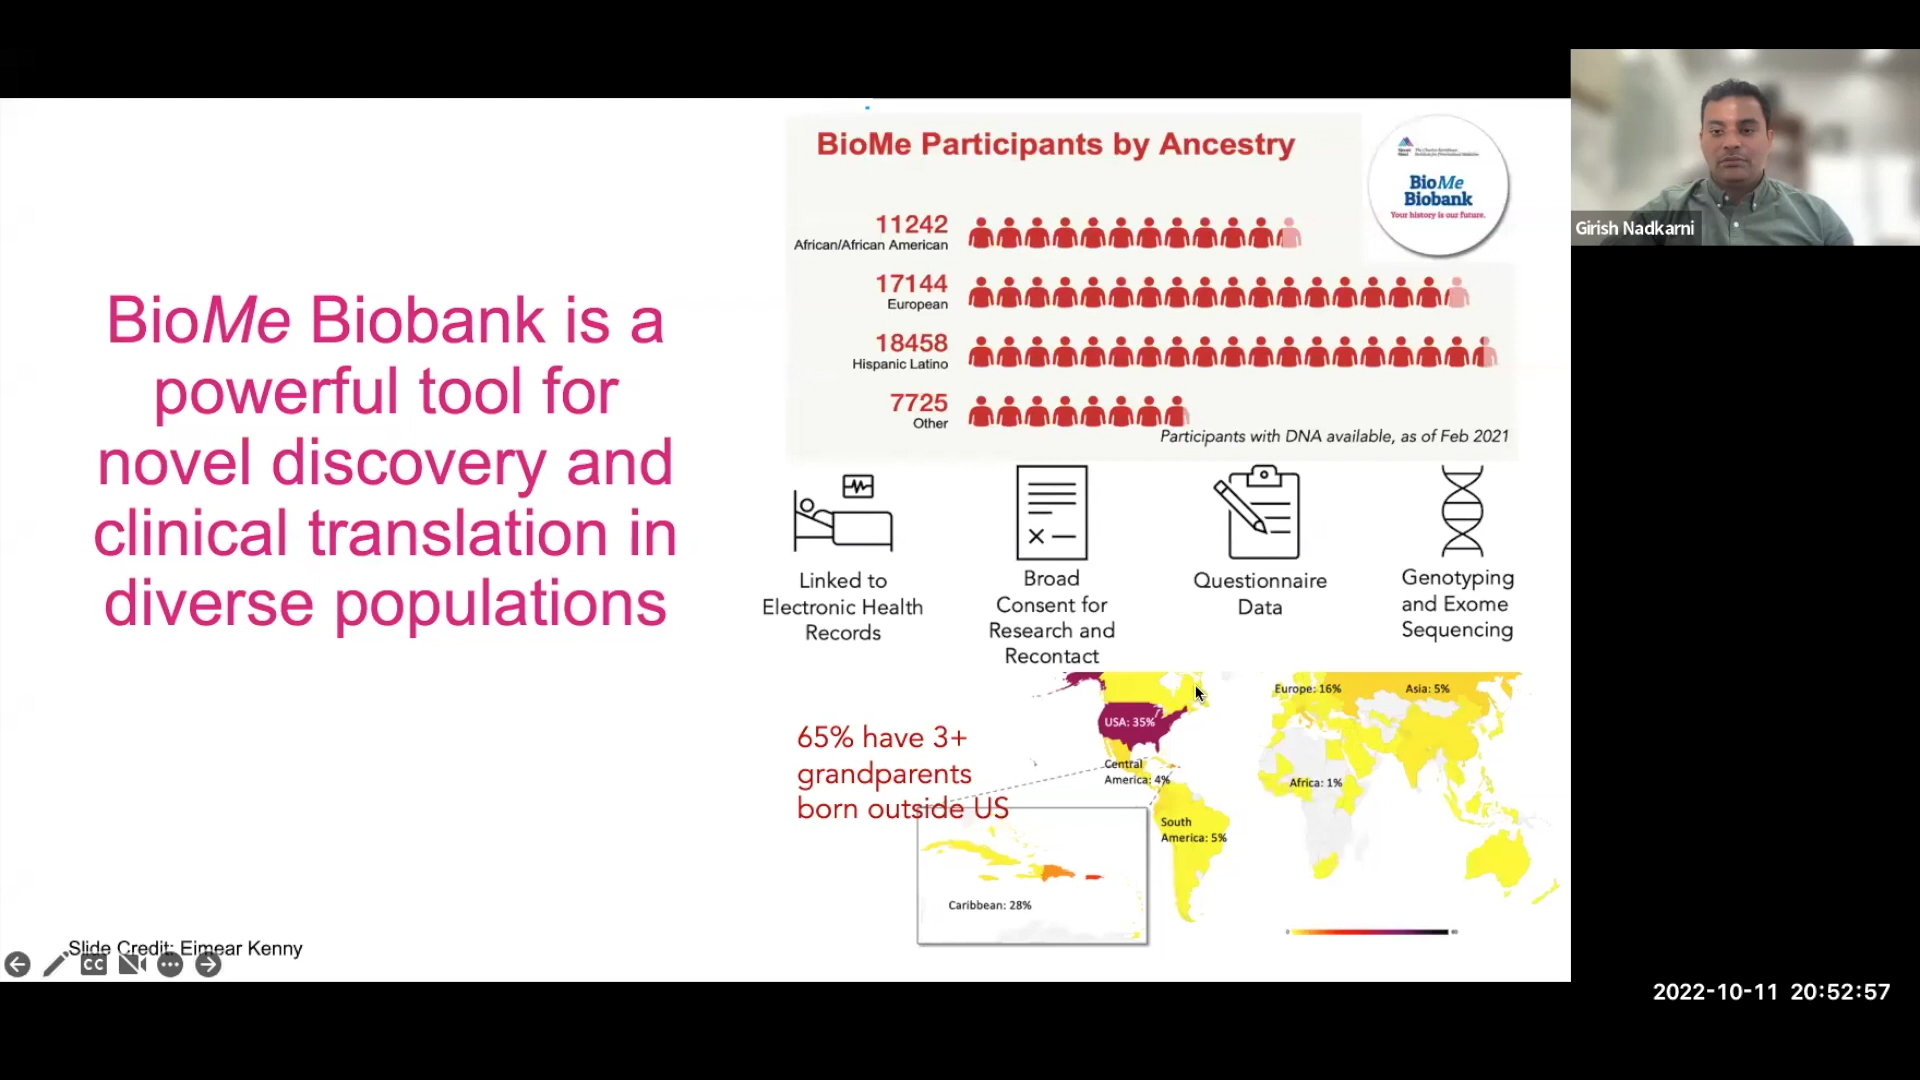 BioMe Biobank is a
powerful tool for
novel discovery and
clinical translation in
diverse populations
Slide Credit: Eimear Kenny
CC
BioMe Participants by Ancestry
11242
African/African American
17144
European
18458
Hispanic Latino
7725
Other
Participants with DNA available, as of Feb 2021
BioMe
Biobank
Your history is our future.
Linked to
Electronic Health
Records
Broad
Consent for
Research and
Recontact
Questionnaire
Data
Genotyping
and Exome
Sequencing
65% have 3+
grandparents
born outside US
USA: 35%
Central
America: 4%
South
America: 5%
Caribbean: 28%
Europe: 16%
Asia: 5%
Africa: 1%
Girish Nadkarni
2022-10-11 20:52:57